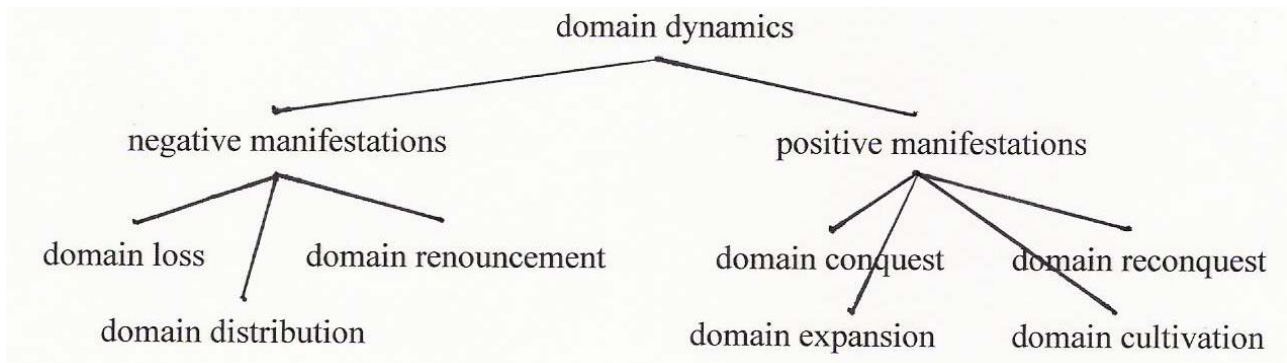 domain dynamics
negative manifestations
positive manifestations
domain loss
domain renouncement
domain conquest
domain reconquest
domain distribution
domain expansion
domain cultivation